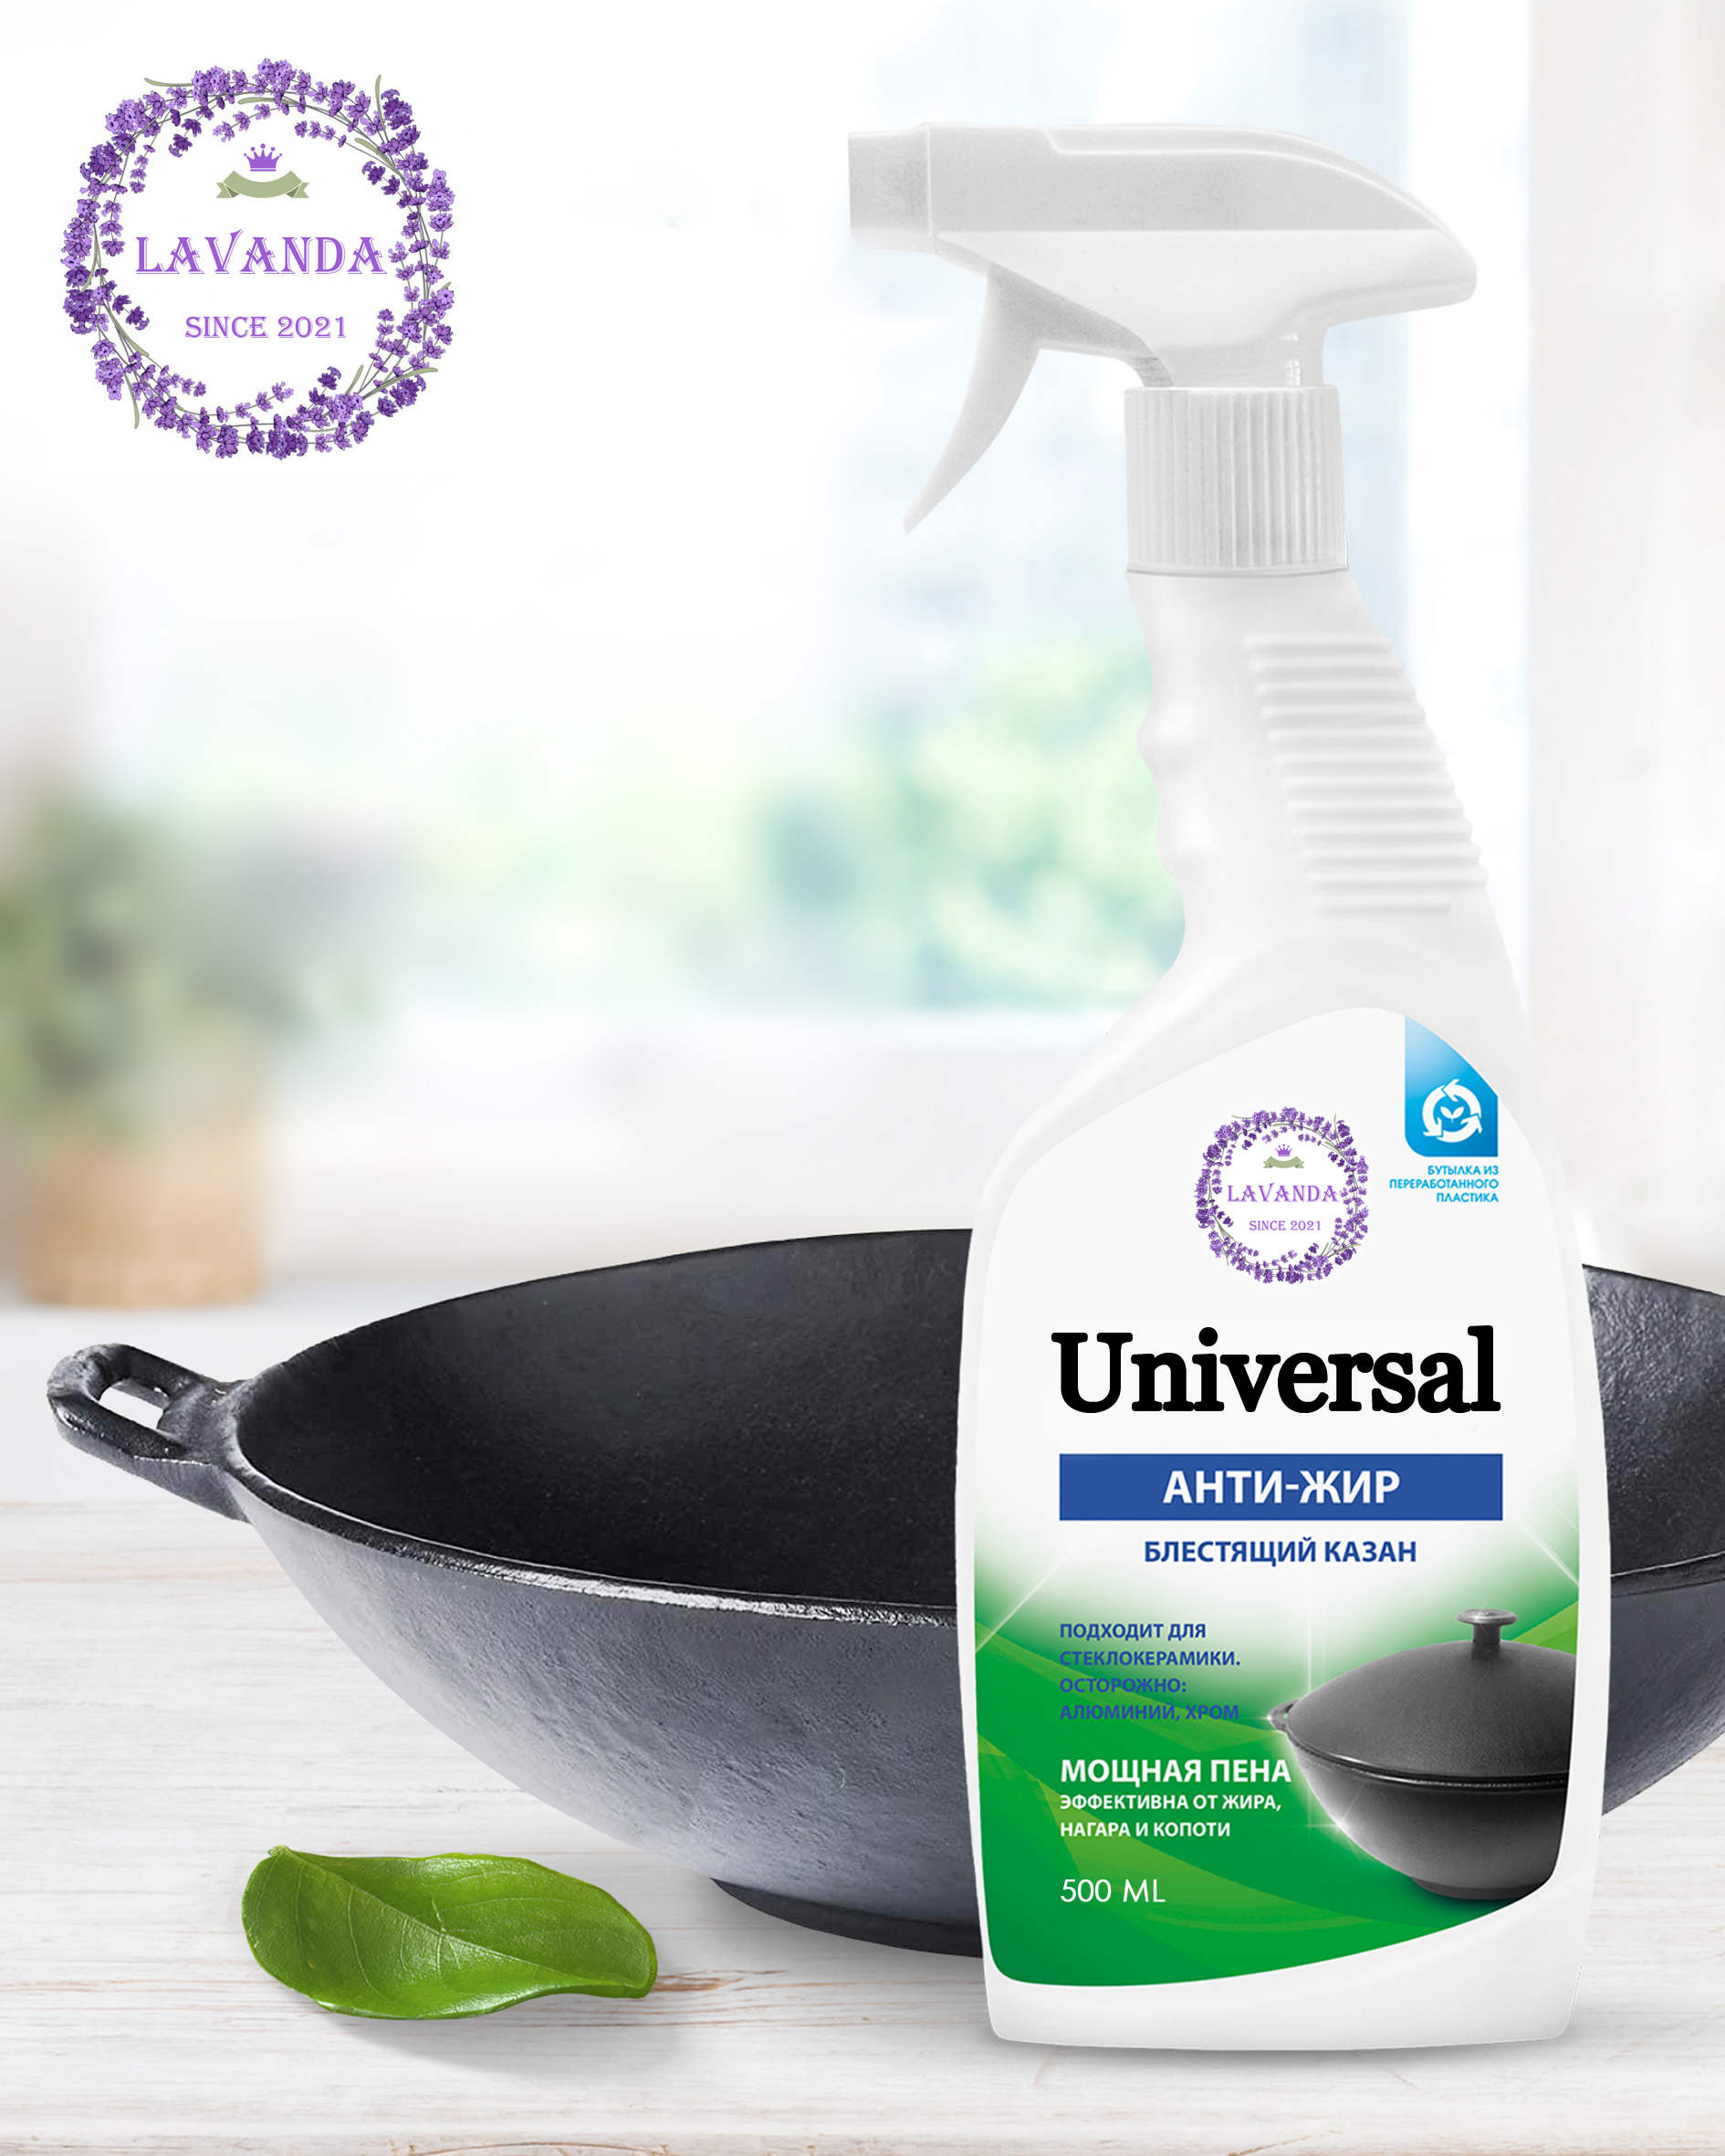 LAVANDA
SINCE 2021
БУТЫЛКА ИЗ
ПЕРЕРАБОТАННОГО
ПЛАСТИКА
LAVANDA
SINCE 2021
Universal
АНТИ-ЖИР
БЛЕСТЯЩИЙ КАЗАН
ПОДХОДИТ ДЛЯ
СТЕКЛОКЕРАМИКИ.
ОСТОРОЖНО:
АЛЮМИНИЙ, ХРОМ
МОЩНАЯ ПЕНА
ЭФФЕКТИВНА ОТ ЖИРА,
НАГАРА И КОПОТИ
500 ML